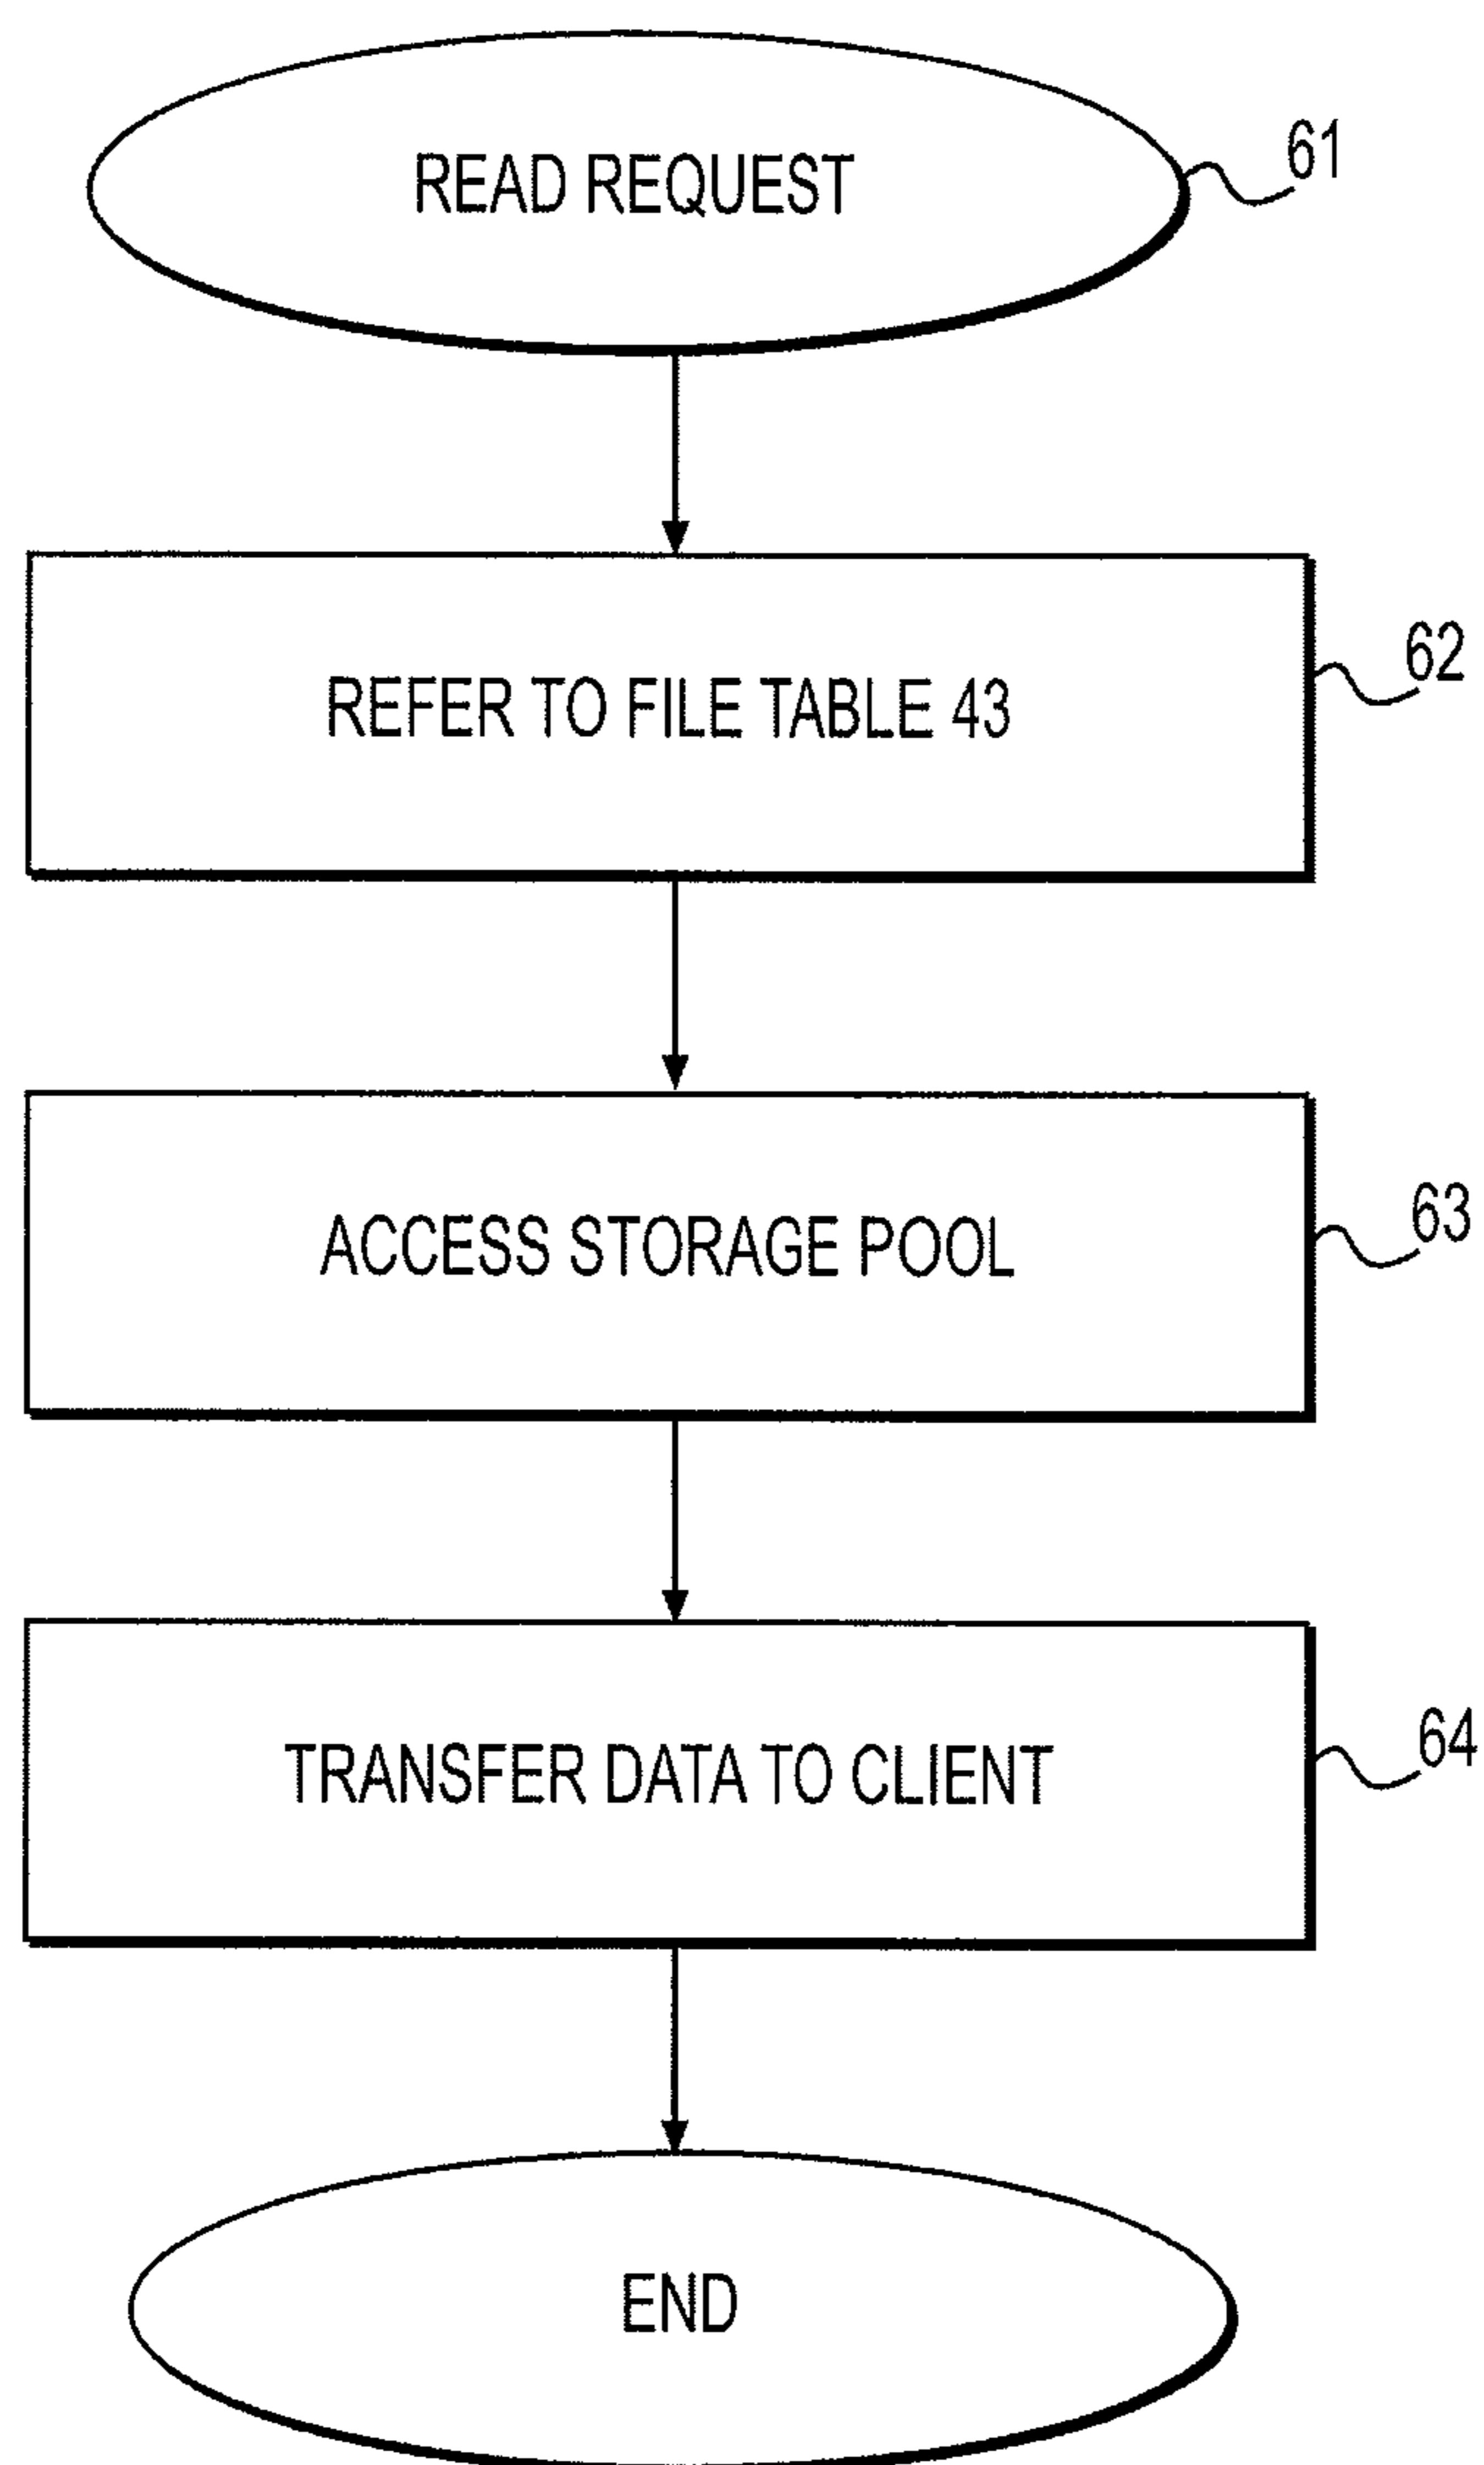 READ REQUEST
61
REFER TO FILE TABLE 43
62
ACCESS STORAGE POOL
63
TRANSFER DATA TO CLIENT
64
END